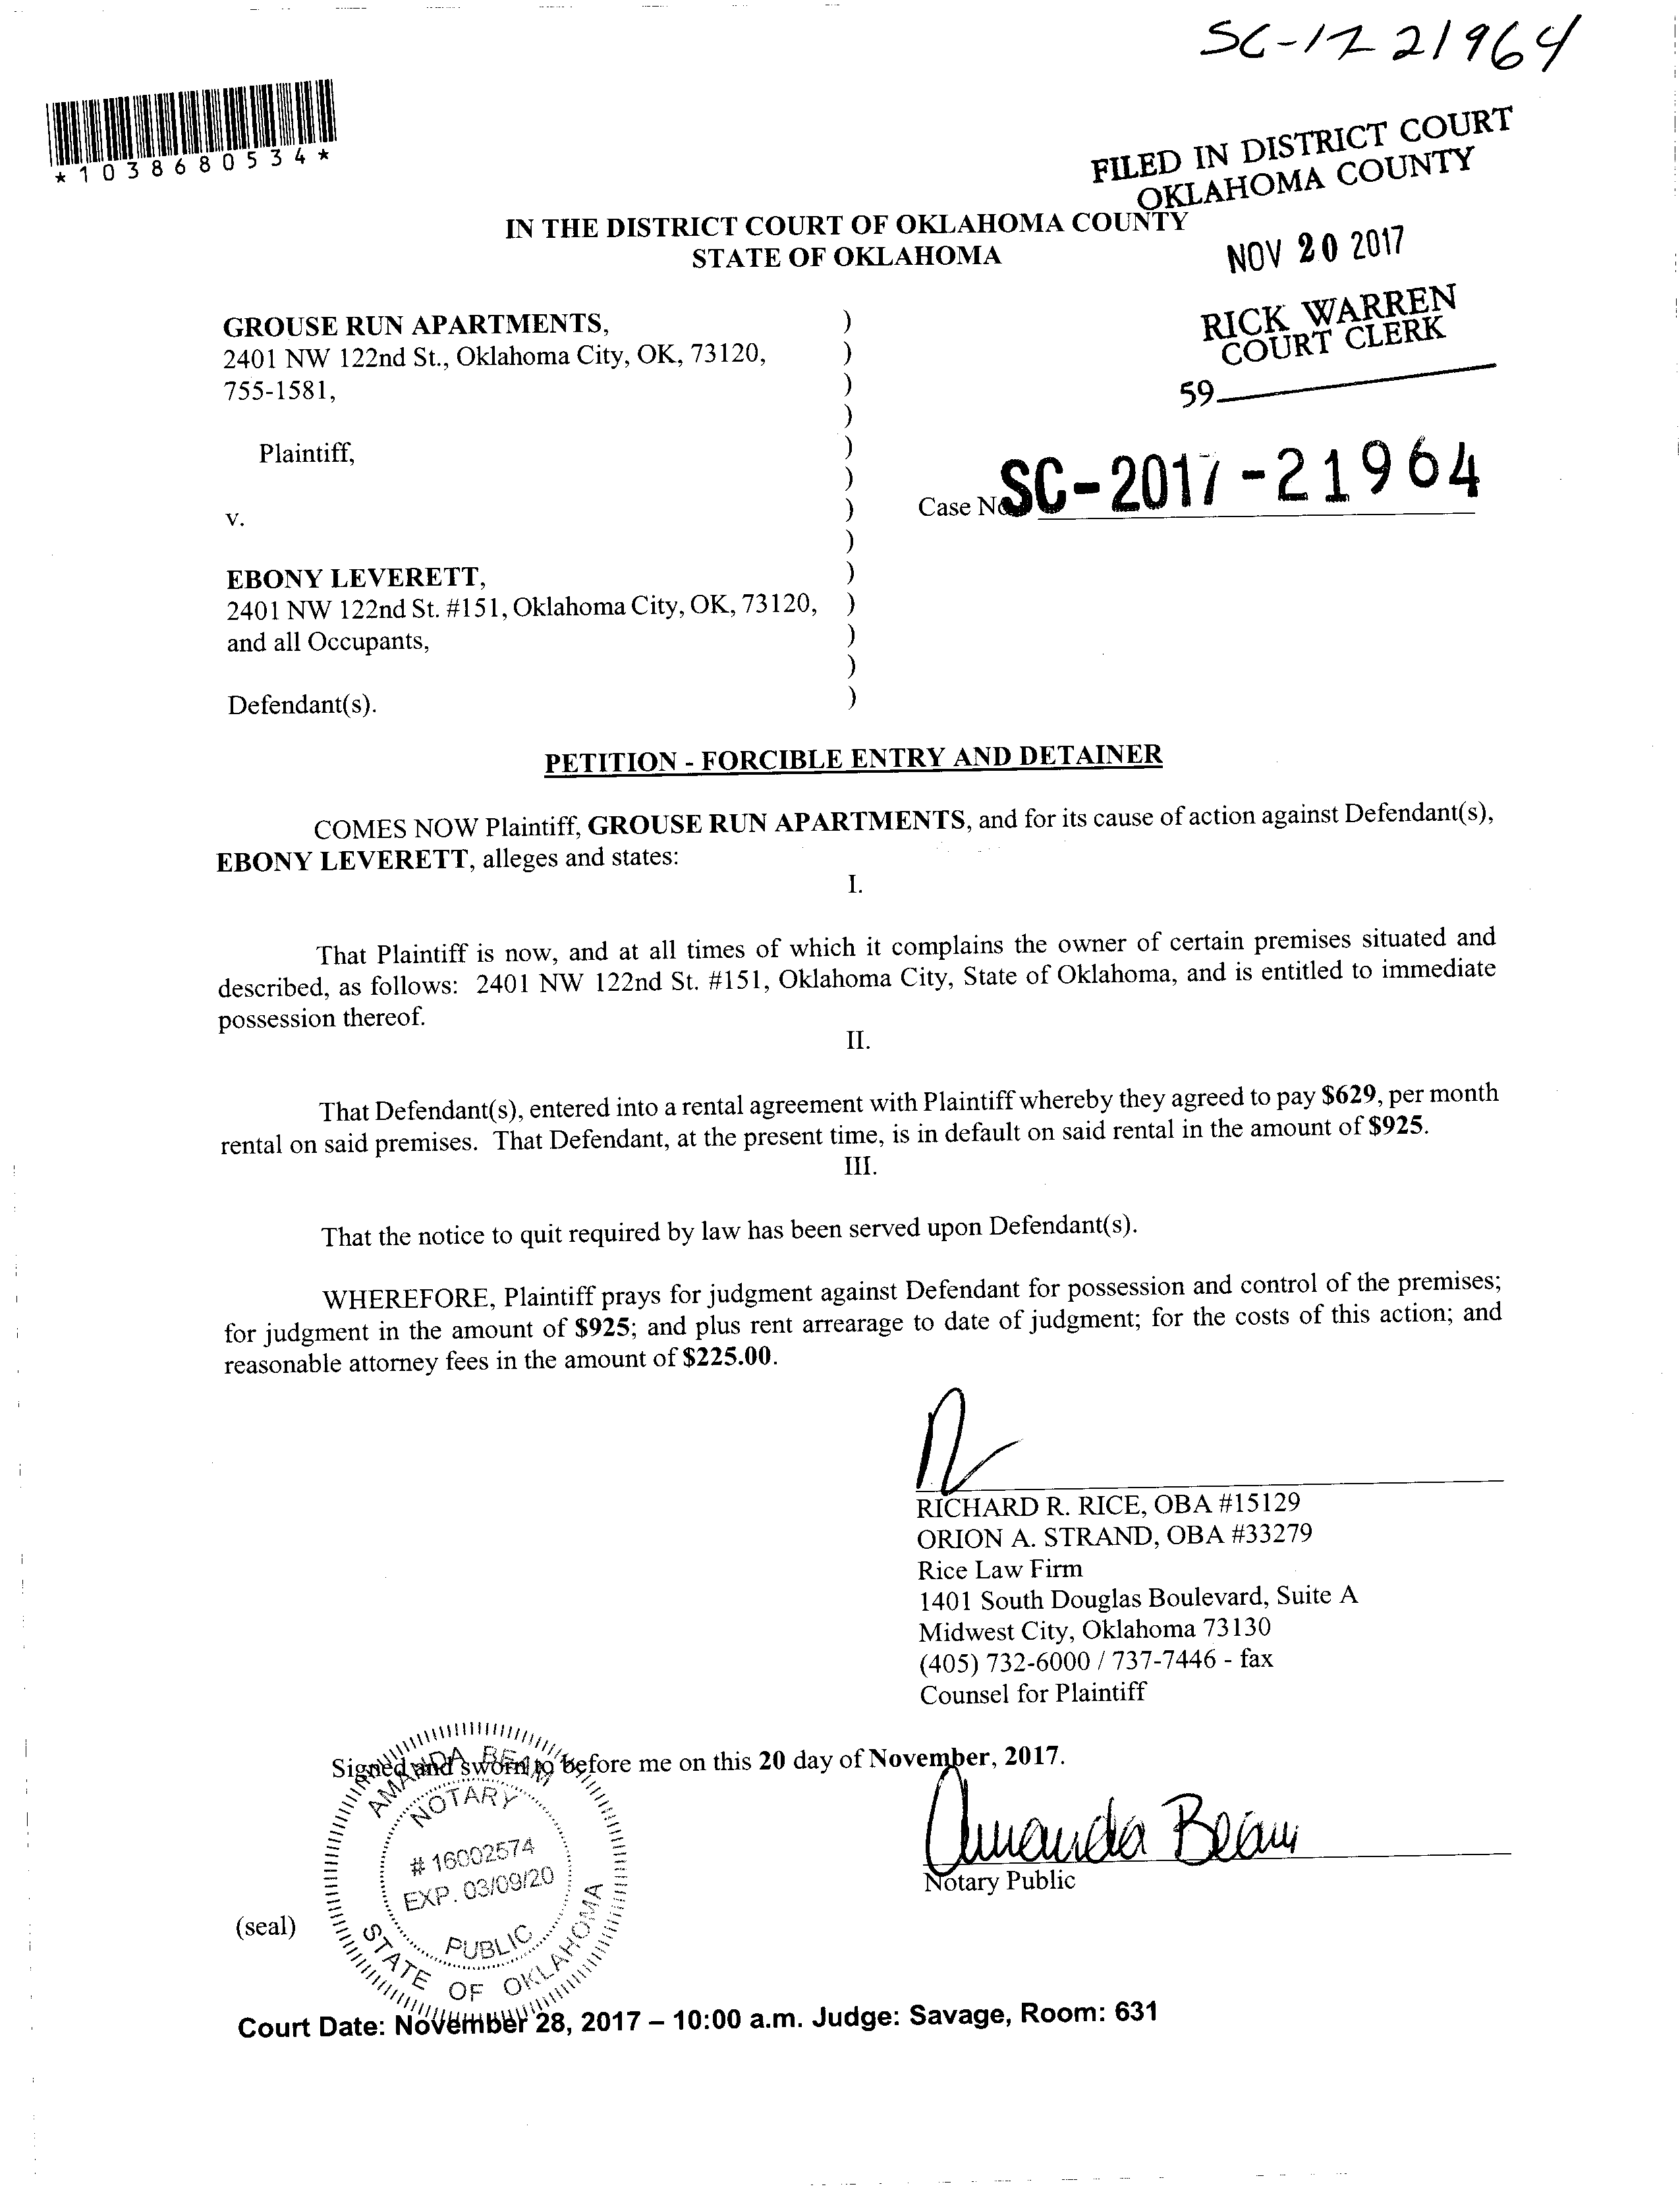 SC-17 21964
*1038680534*
FILED IN DISTRICT COURT
OKLAHOMA COUNTY
IN THE DISTRICT COURT OF OKLAHOMA COUNTY
STATE OF OKLAHOMA
NOV 20 2017
RICK WARREN
COURT CLERK
59
GROUSE RUN APARTMENTS, )
2401 NW 122nd St., Oklahoma City, OK, 73120, )
755-1581, )
)
Plaintiff, )
)
v. )
Case No SC-2017-21964
)
EBONY LEVERETT, )
2401 NW 122nd St. #151, Oklahoma City, OK, 73120, )
and all Occupants, )
)
Defendant(s). )
PETITION - FORCIBLE ENTRY AND DETAINER
COMES NOW Plaintiff, GROUSE RUN APARTMENTS, and for its cause of action against Defendant(s),
EBONY LEVERETT, alleges and states:
I.
That Plaintiff is now, and at all times of which it complains the owner of certain premises situated and
described, as follows: 2401 NW 122nd St. #151, Oklahoma City, State of Oklahoma, and is entitled to immediate
possession thereof.
II.
That Defendant(s), entered into a rental agreement with Plaintiff whereby they agreed to pay $629, per month
rental on said premises. That Defendant, at the present time, is in default on said rental in the amount of $925.
III.
That the notice to quit required by law has been served upon Defendant(s).
WHEREFORE, Plaintiff prays for judgment against Defendant for possession and control of the premises;
for judgment in the amount of $925; and plus rent arrearage to date of judgment; for the costs of this action; and
reasonable attorney fees in the amount of $225.00.
RICHARD R. RICE, OBA #15129
ORION A. STRAND, OBA #33279
Rice Law Firm
1401 South Douglas Boulevard, Suite A
Midwest City, Oklahoma 73130
(405) 732-6000 / 737-7446 - fax
Counsel for Plaintiff
Signed and sworn to before me on this 20 day of November, 2017.
AMANDA BEAM
NOTARY
# 16002574
EXP. 03/09/20
PUBLIC
STATE OF OKLAHOMA
Amanda Beam
Notary Public
(seal)
Court Date: November 28, 2017 – 10:00 a.m. Judge: Savage, Room: 631